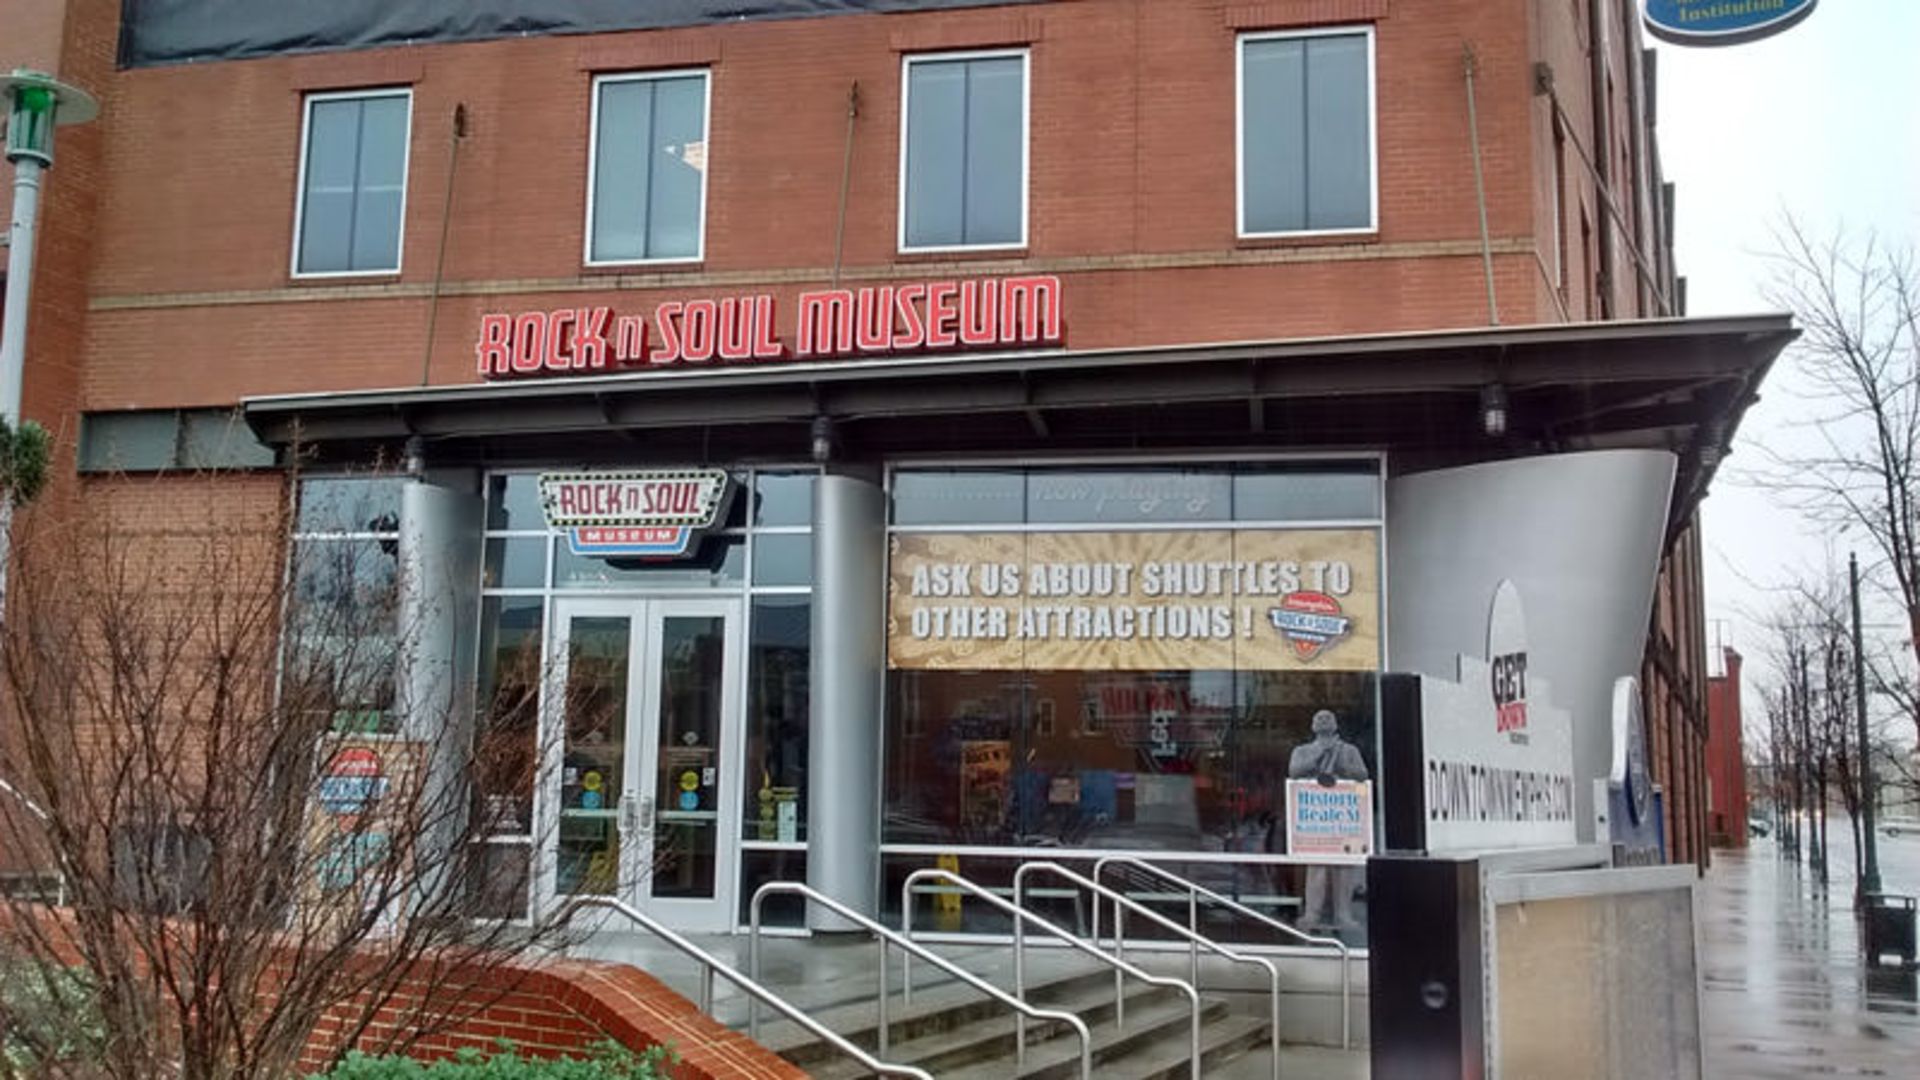 Institution
ROCK n SOUL MUSEUM
ROCK n SOUL
MUSEUM
now playing
ASK US ABOUT SHUTTLES TO
OTHER ATTRACTIONS !
ROCK n SOUL
GET
DOWN
DOWNTOWNMEMPHIS.COM
Historic
Beale St